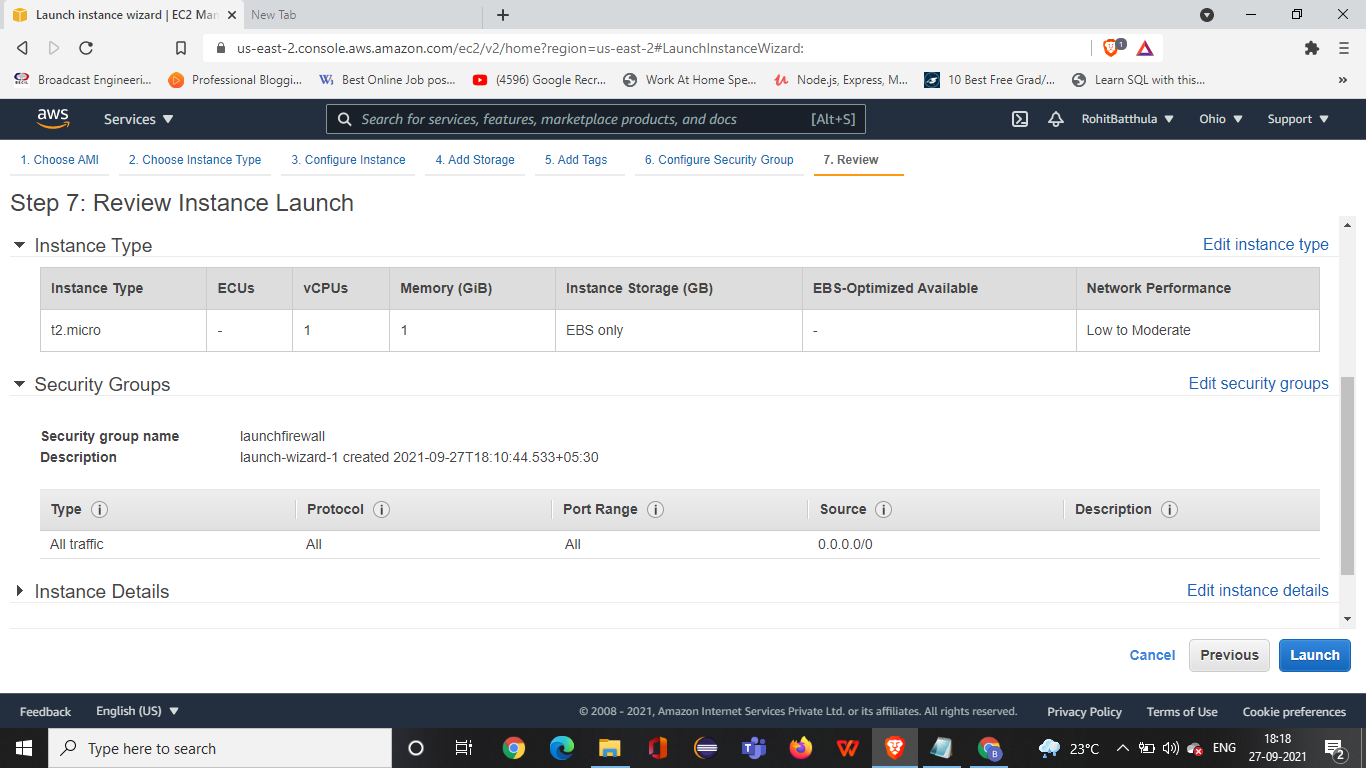 Launch instance wizard | EC2 Man
New Tab
us-east-2.console.aws.amazon.com/ec2/v2/home?region=us-east-2#LaunchInstanceWizard:
1
Broadcast Engineeri...
Professional Bloggi...
Best Online Job pos...
(4596) Google Recr...
Work At Home Spe...
Node.js, Express, M...
10 Best Free Grad/...
Learn SQL with this...
»
aws
Services
Search for services, features, marketplace products, and docs
[Alt+S]
RohitBatthula
Ohio
Support
1. Choose AMI
2. Choose Instance Type
3. Configure Instance
4. Add Storage
5. Add Tags
6. Configure Security Group
7. Review
Step 7: Review Instance Launch
Instance Type
Edit instance type
Instance Type ECUs vCPUs Memory (GiB) Instance Storage (GB) EBS-Optimized Available Network Performance
t2.micro - 1 1 EBS only - Low to Moderate
Security Groups
Edit security groups
Security group name launchfirewall
Description launch-wizard-1 created 2021-09-27T18:10:44.533+05:30
Type i Protocol i Port Range i Source i Description i
All traffic All All 0.0.0.0/0
Instance Details
Edit instance details
Cancel
Previous
Launch
Feedback
English (US)
© 2008 - 2021, Amazon Internet Services Private Ltd. or its affiliates. All rights reserved.
Privacy Policy
Terms of Use
Cookie preferences
Type here to search
23°C
ENG
18:18
27-09-2021
2